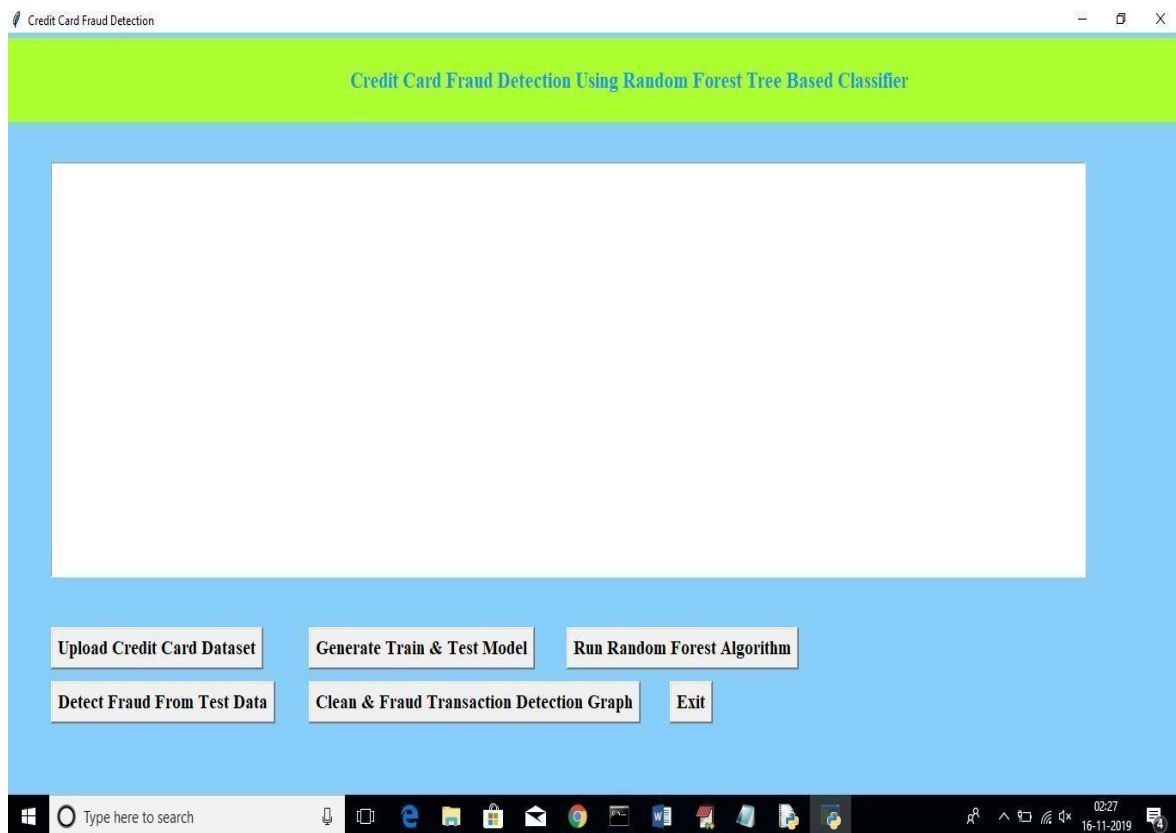 Credit Card Fraud Detection
Credit Card Fraud Detection Using Random Forest Tree Based Classifier
Upload Credit Card Dataset
Generate Train & Test Model
Run Random Forest Algorithm
Detect Fraud From Test Data
Clean & Fraud Transaction Detection Graph
Exit
Type here to search
02:27
16-11-2019
4